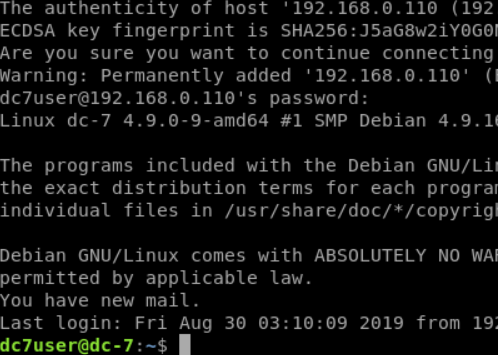 The authenticity of host '192.168.0.110 (192
ECDSA key fingerprint is SHA256:J5aG8w2iY0G0
Are you sure you want to continue connecting
Warning: Permanently added '192.168.0.110' (
dc7user@192.168.0.110's password:
Linux dc-7 4.9.0-9-amd64 #1 SMP Debian 4.9.16
The programs included with the Debian GNU/Lin
the exact distribution terms for each program
individual files in /usr/share/doc/*/copyrigh
Debian GNU/Linux comes with ABSOLUTELY NO WAR
permitted by applicable law.
You have new mail.
Last login: Fri Aug 30 03:10:09 2019 from 192
dc7user@dc-7:~$